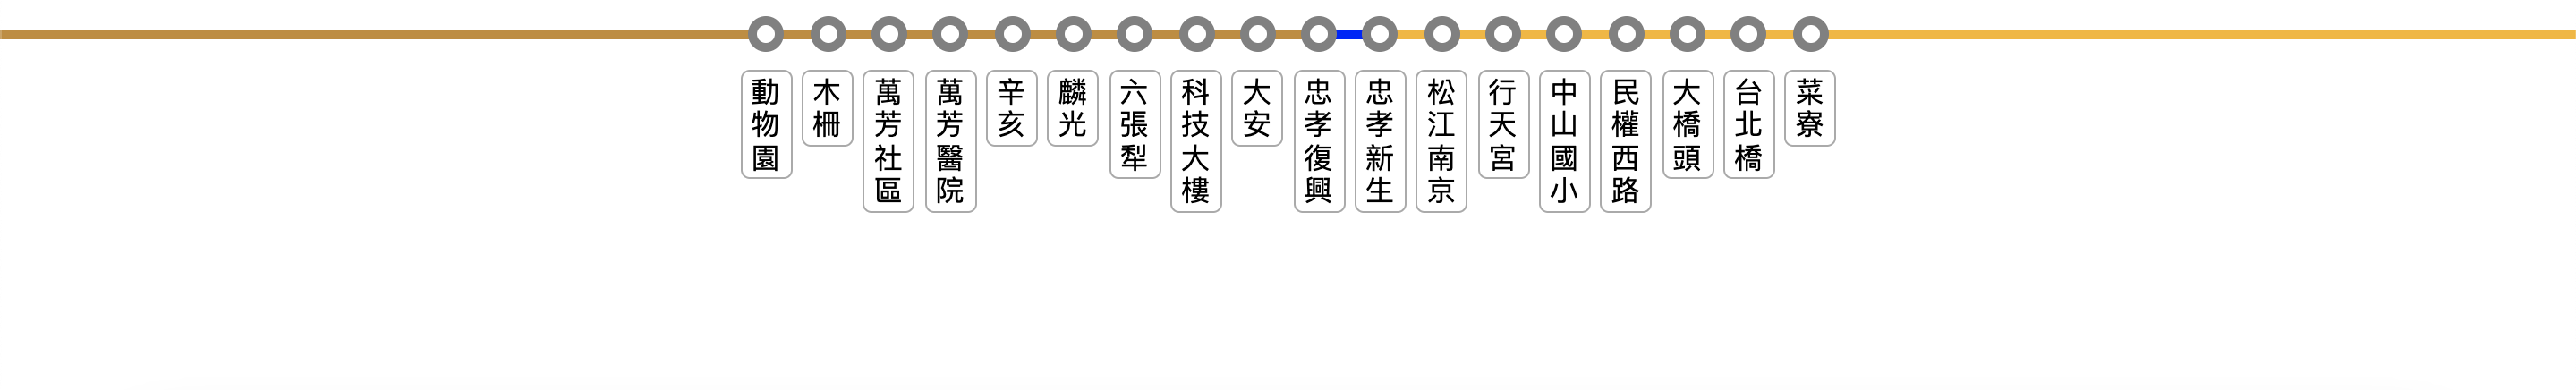 動物園
木柵
萬芳社區
萬芳醫院
辛亥
麟光
六張犁
科技大樓
大安
忠孝復興
忠孝新生
松江南京
行天宮
中山國小
民權西路
大橋頭
台北橋
菜寮